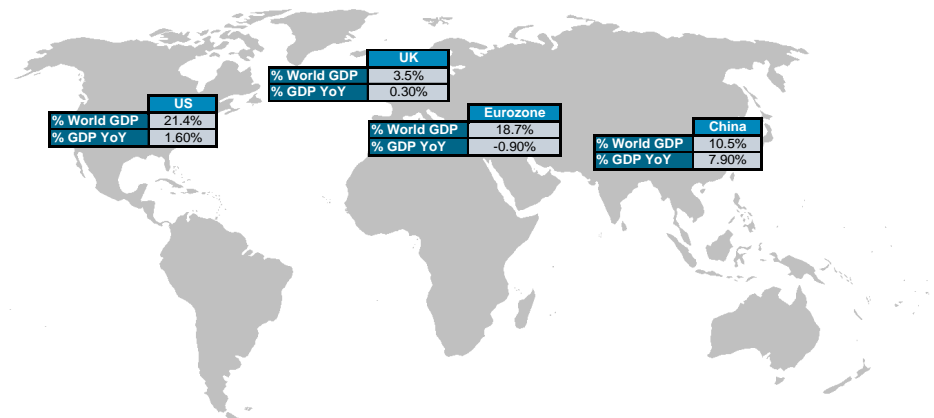 UK
% World GDP 3.5%
% GDP YoY 0.30%
US
% World GDP 21.4%
% GDP YoY 1.60%
Eurozone
% World GDP 18.7%
% GDP YoY -0.90%
China
% World GDP 10.5%
% GDP YoY 7.90%